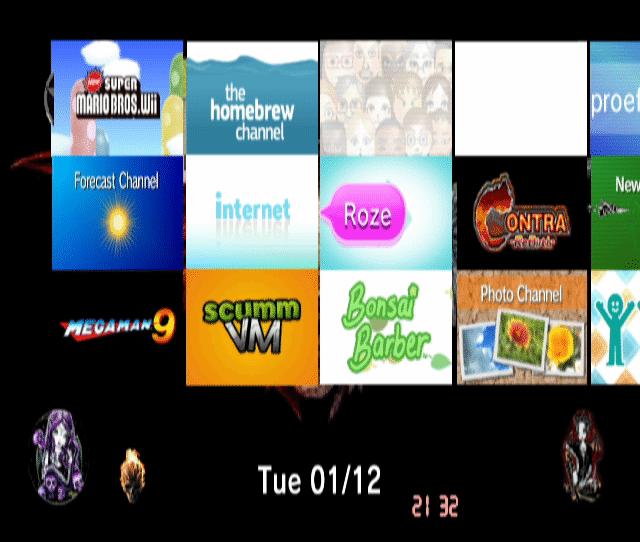 New
SUPER
MARIO BROS. Wii
the
homebrew
channel
proef
Forecast Channel
internet
Roze
CONTRA
ReBirth
New
MEGAMAN 9
SCUMM
VM
Bonsai
Barber
Photo Channel
Tue 01/12
21 32